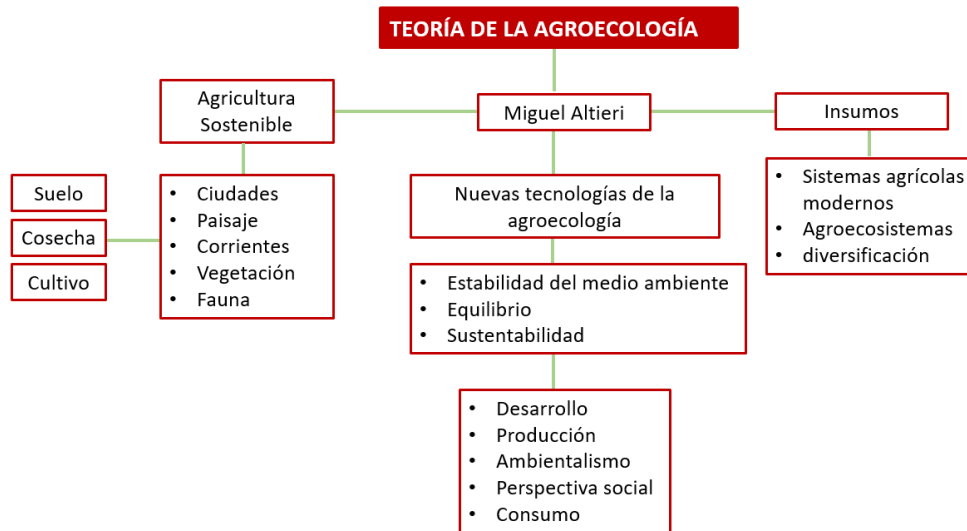 TEORÍA DE LA AGROECOLOGÍA
Agricultura
Sostenible
Miguel Altieri
Insumos
Suelo
Cosecha
Cultivo
• Ciudades
• Paisaje
• Corrientes
• Vegetación
• Fauna
Nuevas tecnologías de la
agroecología
• Sistemas agrícolas
modernos
• Agroecosistemas
• diversificación
• Estabilidad del medio ambiente
• Equilibrio
• Sustentabilidad
• Desarrollo
• Producción
• Ambientalismo
• Perspectiva social
• Consumo